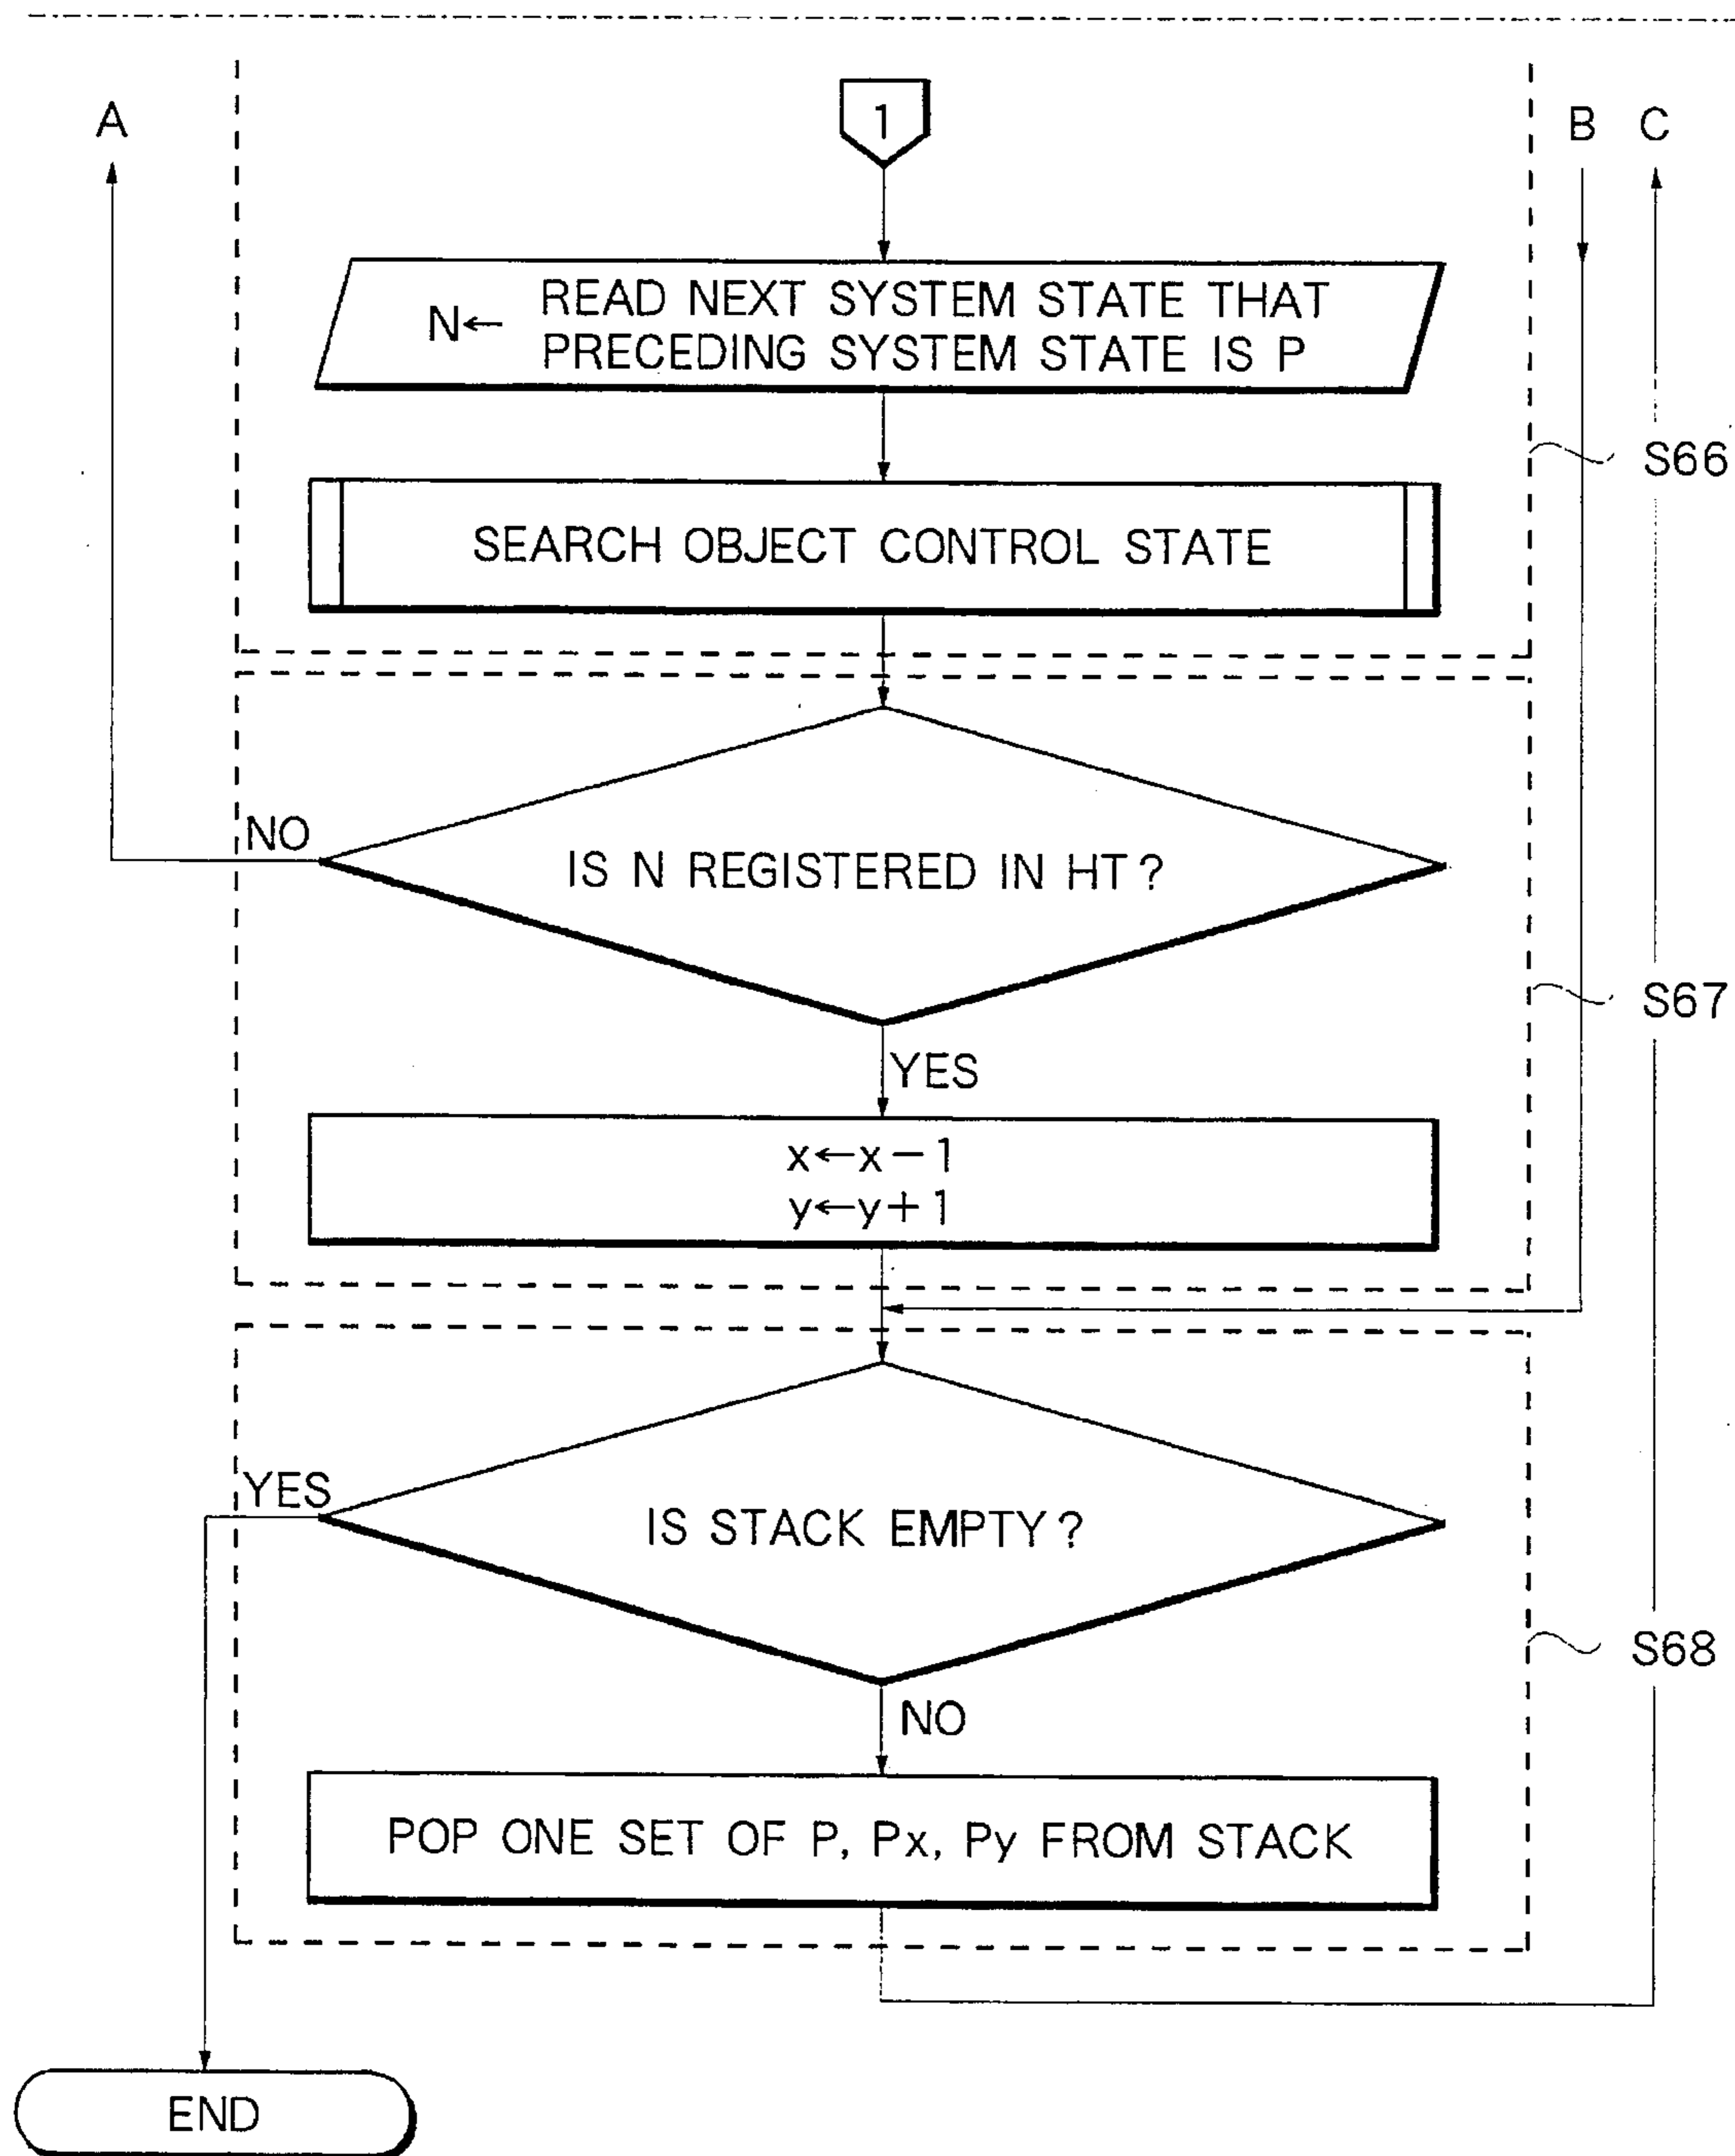 A
1
B
C
N← READ NEXT SYSTEM STATE THAT
PRECEDING SYSTEM STATE IS P
S66
SEARCH OBJECT CONTROL STATE
NO
IS N REGISTERED IN HT?
S67
YES
x←x-1
y←y+1
YES
IS STACK EMPTY?
S68
NO
POP ONE SET OF P, Px, Py FROM STACK
END